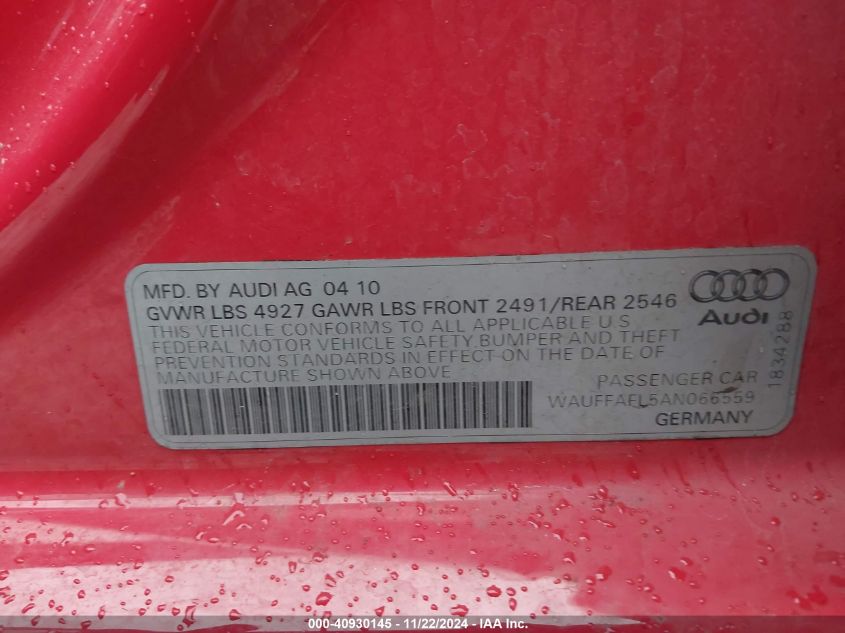 MFD. BY AUDI AG 04 10
GVWR LBS 4927 GAWR LBS FRONT 2491/REAR 2546
THIS VEHICLE CONFORMS TO ALL APPLICABLE U S
FEDERAL MOTOR VEHICLE SAFETY,BUMPER AND THEFT
PREVENTION STANDARDS IN EFFECT ON THE DATE OF
MANUFACTURE SHOWN ABOVE
PASSENGER CAR
WAUFFAFL5AN066559
GERMANY
Audi
1834288
000-40930145 - 11/22/2024 - IAA Inc.